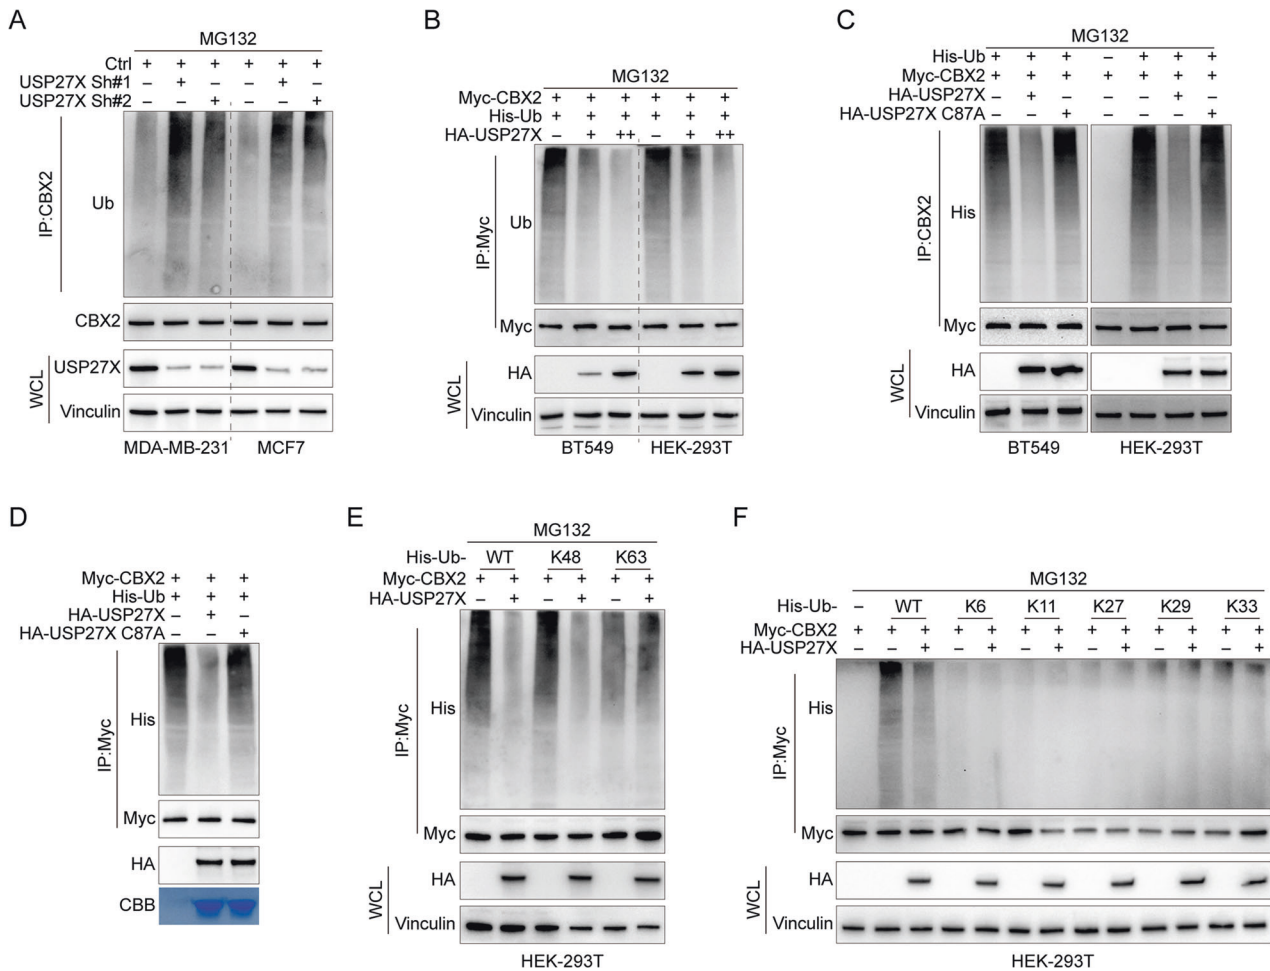 A
MG132
Ctrl + + + + + +
USP27X Sh#1 – + – – + –
USP27X Sh#2 – – + – – +
IP:CBX2
Ub
CBX2
WCL
USP27X
Vinculin
MDA-MB-231 MCF7
B
MG132
Myc-CBX2 + + + + + +
His-Ub + + + + + +
HA-USP27X – + ++ – + ++
IP:Myc
Ub
Myc
WCL
HA
Vinculin
BT549 HEK-293T
C
MG132
His-Ub + + + – + + +
Myc-CBX2 + + + + + + +
HA-USP27X – + – – – + –
HA-USP27X C87A – – + – – – +
IP:CBX2
His
Myc
WCL
HA
Vinculin
BT549 HEK-293T
D
Myc-CBX2 + + +
His-Ub + + +
HA-USP27X – + –
HA-USP27X C87A – – +
IP:Myc
His
Myc
HA
CBB
E
MG132
His-Ub- WT K48 K63
Myc-CBX2 + + + + + +
HA-USP27X – + – + – +
IP:Myc
His
Myc
WCL
HA
Vinculin
HEK-293T
F
MG132
His-Ub- – WT K6 K11 K27 K29 K33
Myc-CBX2 + + + + + + + + + + + + +
HA-USP27X – – + – + – + – + – + – +
IP:Myc
His
Myc
WCL
HA
Vinculin
HEK-293T